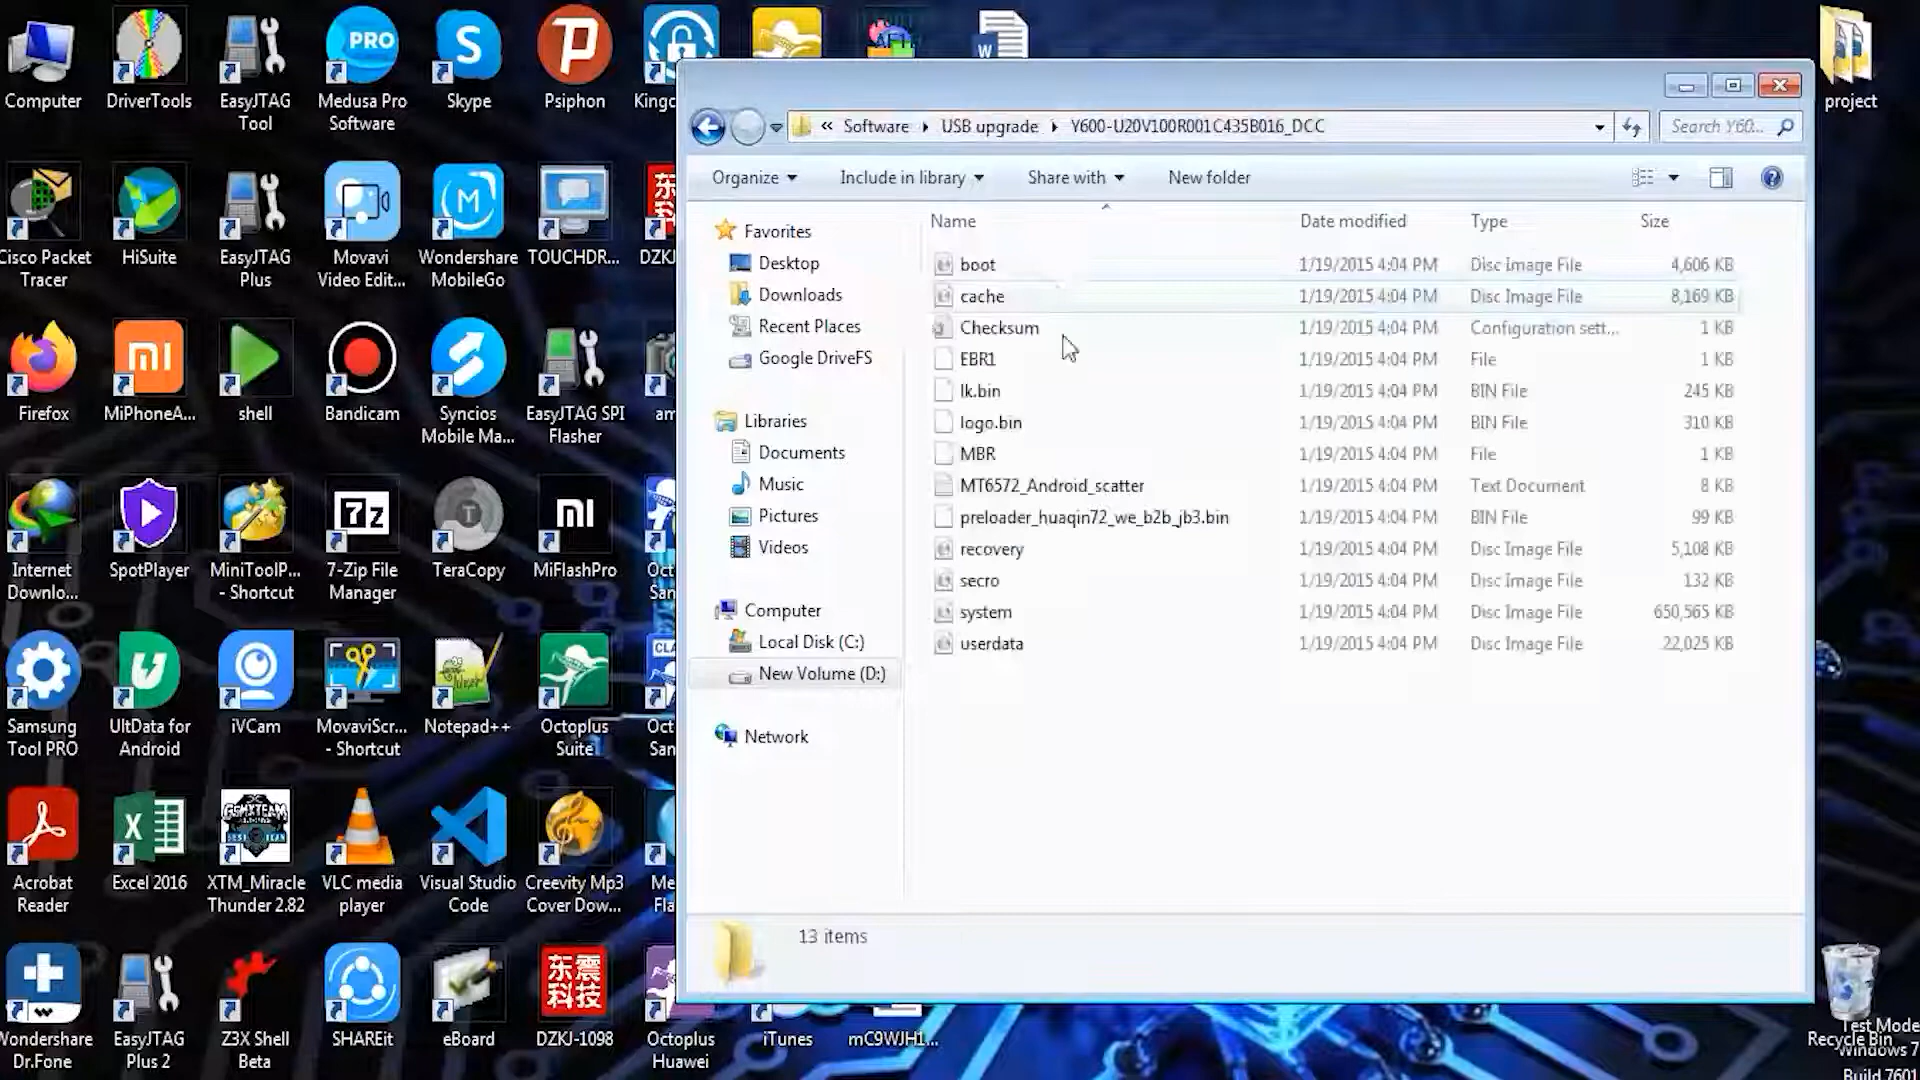 Computer
DriverTools
EasyJTAG
Tool
PRO
Medusa Pro
Software
S
Skype
P
Psiphon
W
project
Software
USB upgrade
Y600-U20V100R001C435B016_DCC
Search Y60...
Organize
Include in library
Share with
New folder
Name
Date modified
Type
Size
Favorites
Desktop
Downloads
Recent Places
Google DriveFS
Libraries
Documents
Music
Pictures
Videos
Computer
Local Disk (C:)
New Volume (D:)
Network
boot 1/19/2015 4:04 PM Disc Image File 4,606 KB
cache 1/19/2015 4:04 PM Disc Image File 8,169 KB
Checksum 1/19/2015 4:04 PM Configuration sett... 1 KB
EBR1 1/19/2015 4:04 PM File 1 KB
lk.bin 1/19/2015 4:04 PM BIN File 245 KB
logo.bin 1/19/2015 4:04 PM BIN File 310 KB
MBR 1/19/2015 4:04 PM File 1 KB
MT6572_Android_scatter 1/19/2015 4:04 PM Text Document 8 KB
preloader_huaqin72_we_b2b_jb3.bin 1/19/2015 4:04 PM BIN File 99 KB
recovery 1/19/2015 4:04 PM Disc Image File 5,108 KB
secro 1/19/2015 4:04 PM Disc Image File 132 KB
system 1/19/2015 4:04 PM Disc Image File 650,565 KB
userdata 1/19/2015 4:04 PM Disc Image File 22,025 KB
13 items
Cisco Packet
Tracer
HiSuite
EasyJTAG
Plus
Movavi
Video Edit...
M
Wondershare
MobileGo
TOUCHDR...
Firefox
mi
MiPhoneA...
shell
Bandicam
Syncios
Mobile Ma...
EasyJTAG SPI
Flasher
Internet
Downlo...
SpotPlayer
MiniToolP...
- Shortcut
7z
7-Zip File
Manager
T
TeraCopy
mi
MiFlashPro
Samsung
Tool PRO
UltData for
Android
iVCam
MovaviScr...
- Shortcut
Notepad++
Octoplus
Suite
Acrobat
Reader
X
Excel 2016
XTM_Miracle
Thunder 2.82
VLC media
player
Visual Studio
Code
Creevity Mp3
Cover Dow...
Wondershare
Dr.Fone
EasyJTAG
Plus 2
Z3X Shell
Beta
SHAREit
eBoard
东震
科技
DZKJ-1098
Octoplus
Huawei
iTunes
mC9WJH1...
Recycle Bin
Test Mode
Windows 7
Build 7601